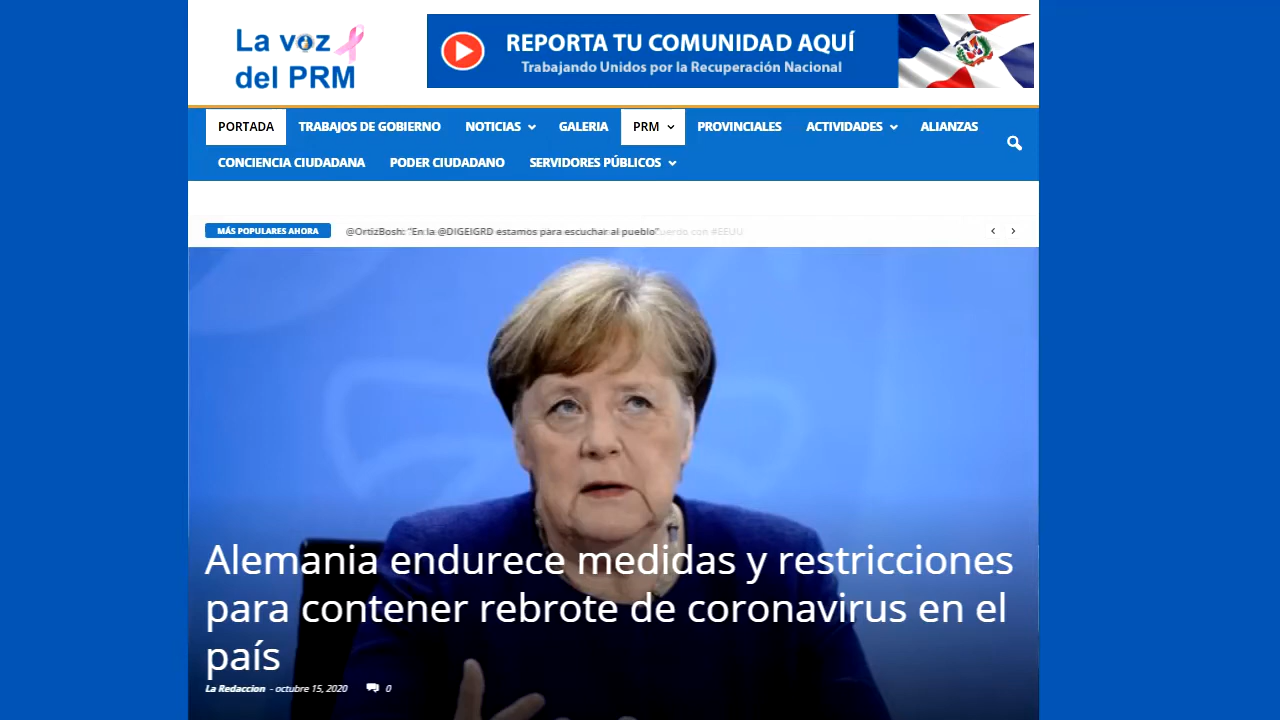 La voz
del PRM
REPORTA TU COMUNIDAD AQUÍ
Trabajando Unidos por la Recuperación Nacional
PORTADA TRABAJOS DE GOBIERNO NOTICIAS GALERIA PRM PROVINCIALES ACTIVIDADES ALIANZAS
CONCIENCIA CIUDADANA PODER CIUDADANO SERVIDORES PÚBLICOS
MÁS POPULARES AHORA @OrtizBosh: "En la @DIGEIGRD estamos para escuchar al pueblo" con #EEUU
Alemania endurece medidas y restricciones
para contener rebrote de coronavirus en el
país
La Redaccion - octubre 15, 2020 0